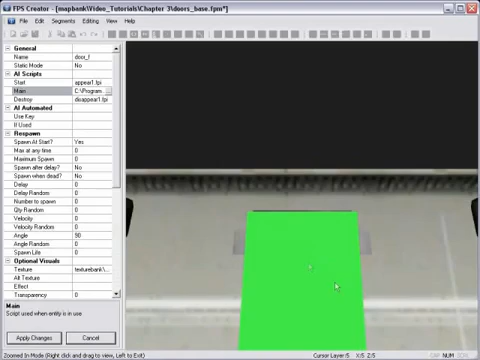 FPS Creator - [mapbank\Video_Tutorials\Chapter 3\doors_base.fpm*]
File Edit Segments Editing View Help
General
Name door_f
Static Mode No
AI Scripts
Start appear1.fpi
Main C:\Program...
Destroy disappear1.fpi
AI Automated
Use Key
If Used
Respawn
Spawn At Start? Yes
Max at any time 0
Maximum Spawn 0
Spawn after delay? No
Spawn when dead? No
Delay 0
Delay Random 0
Number to spawn 0
Qty Random 0
Velocity 0
Velocity Random 0
Angle 90
Angle Random 0
Spawn Life 0
Optional Visuals
Texture texturebank\...
Alt Texture
Effect
Transparency 0
Main
Script used when entity is in use
Apply Changes Cancel
Zoomed In Mode (Right click and drag to view, Left to Exit) Cursor Layer:5 X:5 Z:5 CAP NUM